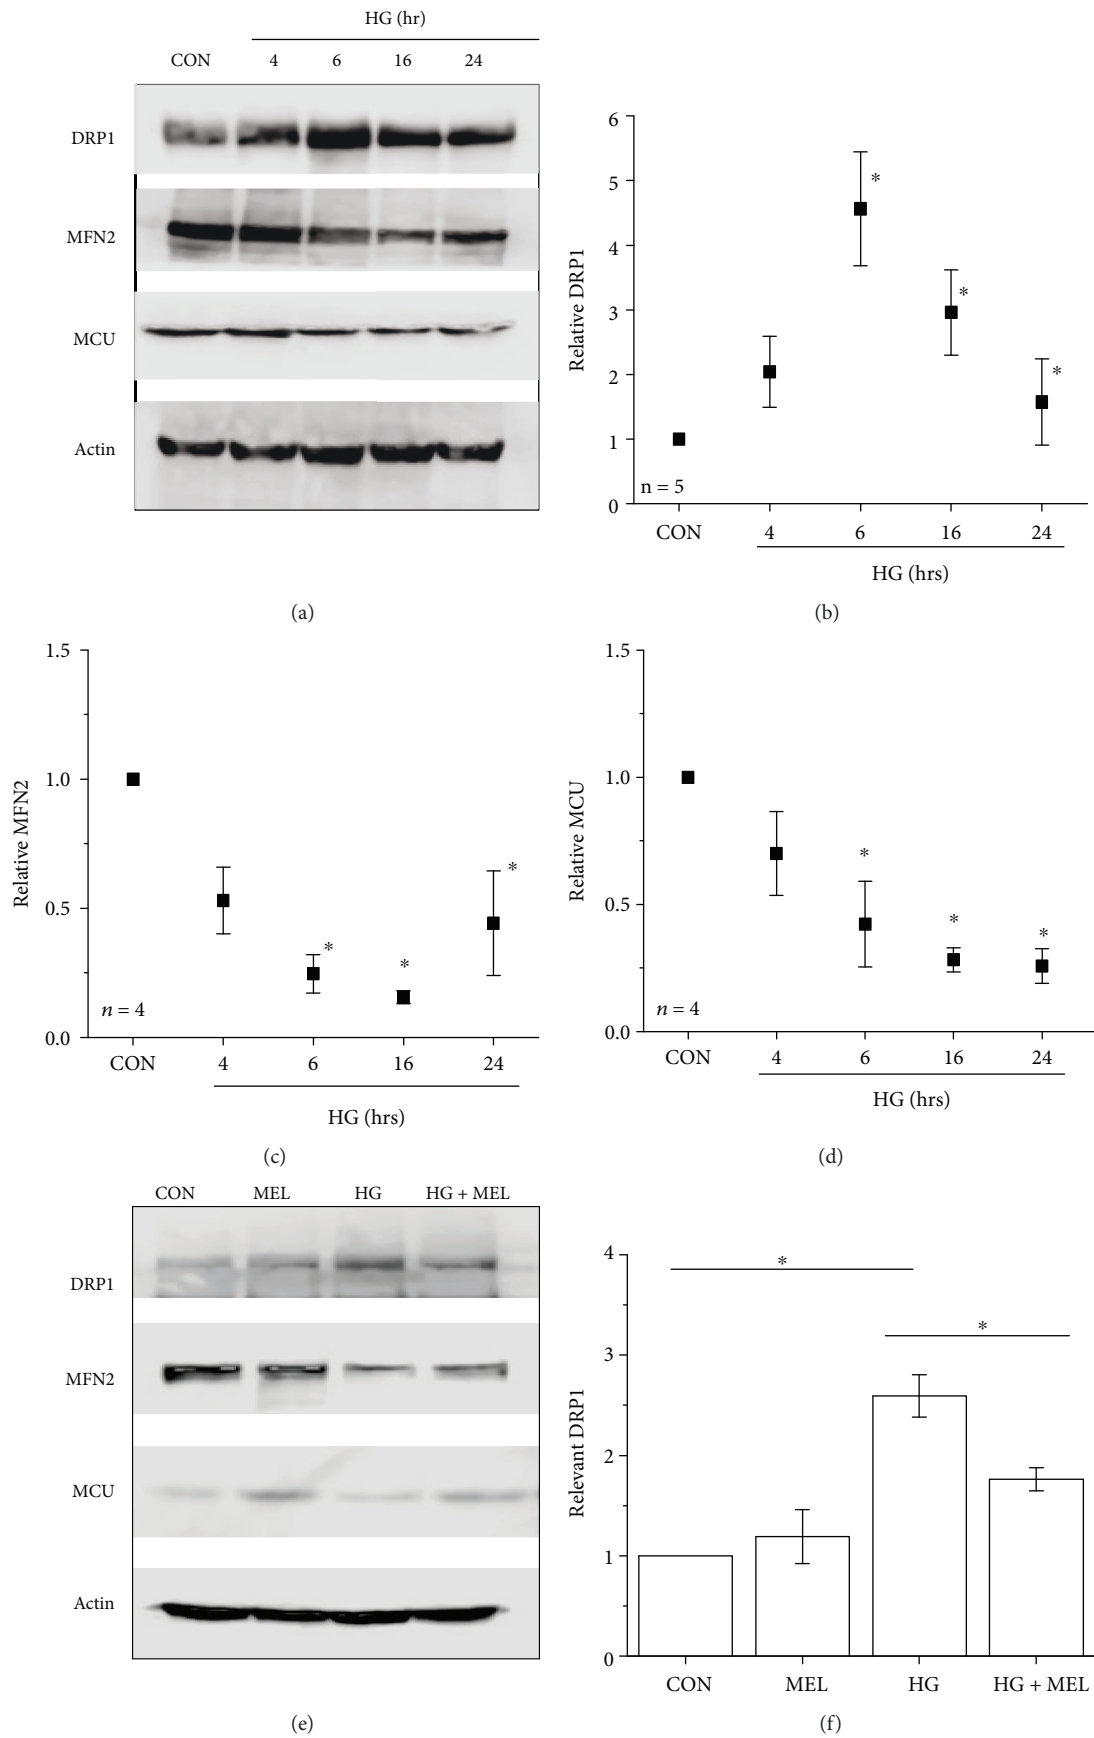 HG (hr)
CON 4 6 16 24
DRP1
MFN2
MCU
Actin
(a)
6
5
4
3
2
1
0
Relative DRP1
n = 5
* * * *
CON 4 6 16 24
HG (hrs)
(b)
1.5
1.0
0.5
0.0
Relative MFN2
n = 4
* * *
CON 4 6 16 24
HG (hrs)
(c)
1.5
1.0
0.5
0.0
Relative MCU
n = 4
* * *
CON 4 6 16 24
HG (hrs)
(d)
CON MEL HG HG + MEL
DRP1
MFN2
MCU
Actin
(e)
4
3
2
1
0
Relevant DRP1
*
*
CON MEL HG HG + MEL
(f)